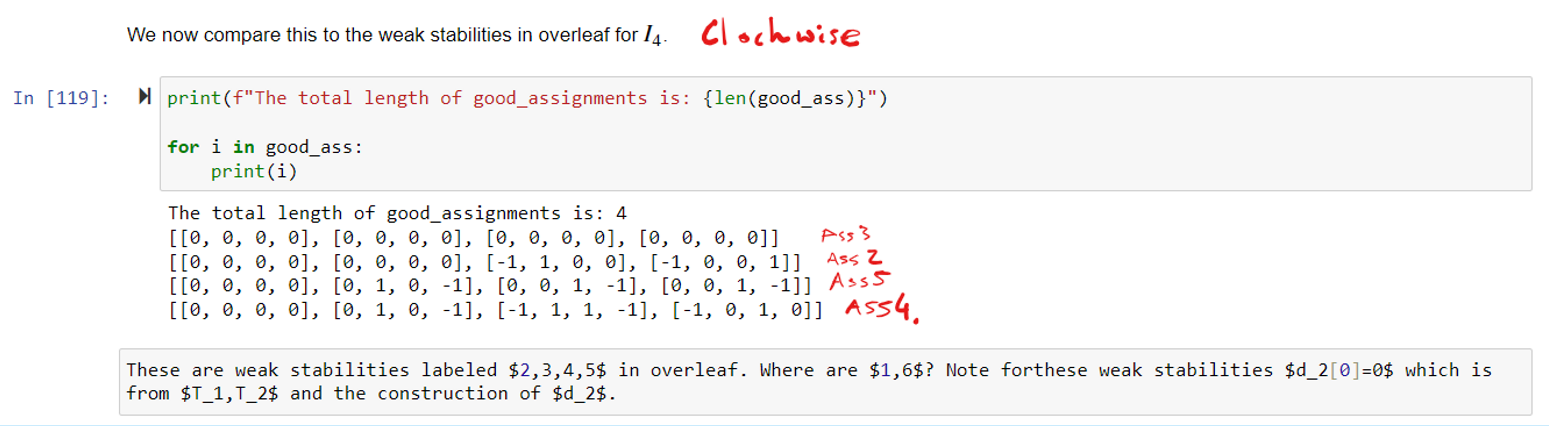 We now compare this to the weak stabilities in overleaf for I4. Clockwise
In [119]: print(f"The total length of good_assignments is: {len(good_ass)}")
for i in good_ass:
print(i)
The total length of good_assignments is: 4
[[0, 0, 0, 0], [0, 0, 0, 0], [0, 0, 0, 0], [0, 0, 0, 0]] Ass 3
[[0, 0, 0, 0], [0, 0, 0, 0], [-1, 1, 0, 0], [-1, 0, 0, 1]] Ass 2
[[0, 0, 0, 0], [0, 1, 0, -1], [0, 0, 1, -1], [0, 0, 1, -1]] Ass5
[[0, 0, 0, 0], [0, 1, 0, -1], [-1, 1, 1, -1], [-1, 0, 1, 0]] Ass4.
These are weak stabilities labeled $2,3,4,5$ in overleaf. Where are $1,6$? Note forthese weak stabilities $d_2[0]=0$ which is
from $T_1,T_2$ and the construction of $d_2$.